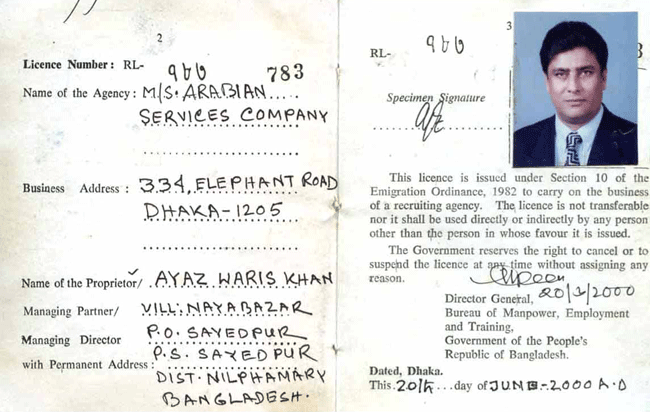 2
Licence Number : RL- ৭৮৩ 783
Name of the Agency : M/S. ARABIAN
SERVICES COMPANY
Business Address : 334, ELEPHANT ROAD
DHAKA-1205
Name of the Proprietor/ AYAZ WARIS KHAN
Managing Partner/ VILL: NAYABAZAR
Managing Director P.O. SAYEDPUR
with Permanent Address : P.S. SAYEDPUR
DIST. NILPHAMARY
BANGLADESH.
3
RL-
3
Specimen Signature
This licence is issued under Section 10 of the
Emigration Ordinance, 1982 to carry on the business
of a recruiting agency. The licence is not transferable
nor it shall be used directly or indirectly by any person
other than the person in whose favour it is issued.
The Government reserves the right to cancel or to
suspend the licence at any time without assigning any
reason.
Director General, 20/1/2000
Bureau of Manpower, Employment
and Training,
Government of the People's
Republic of Bangladesh.
Dated, Dhaka.
This 20th day of JUNE-2000 A.D